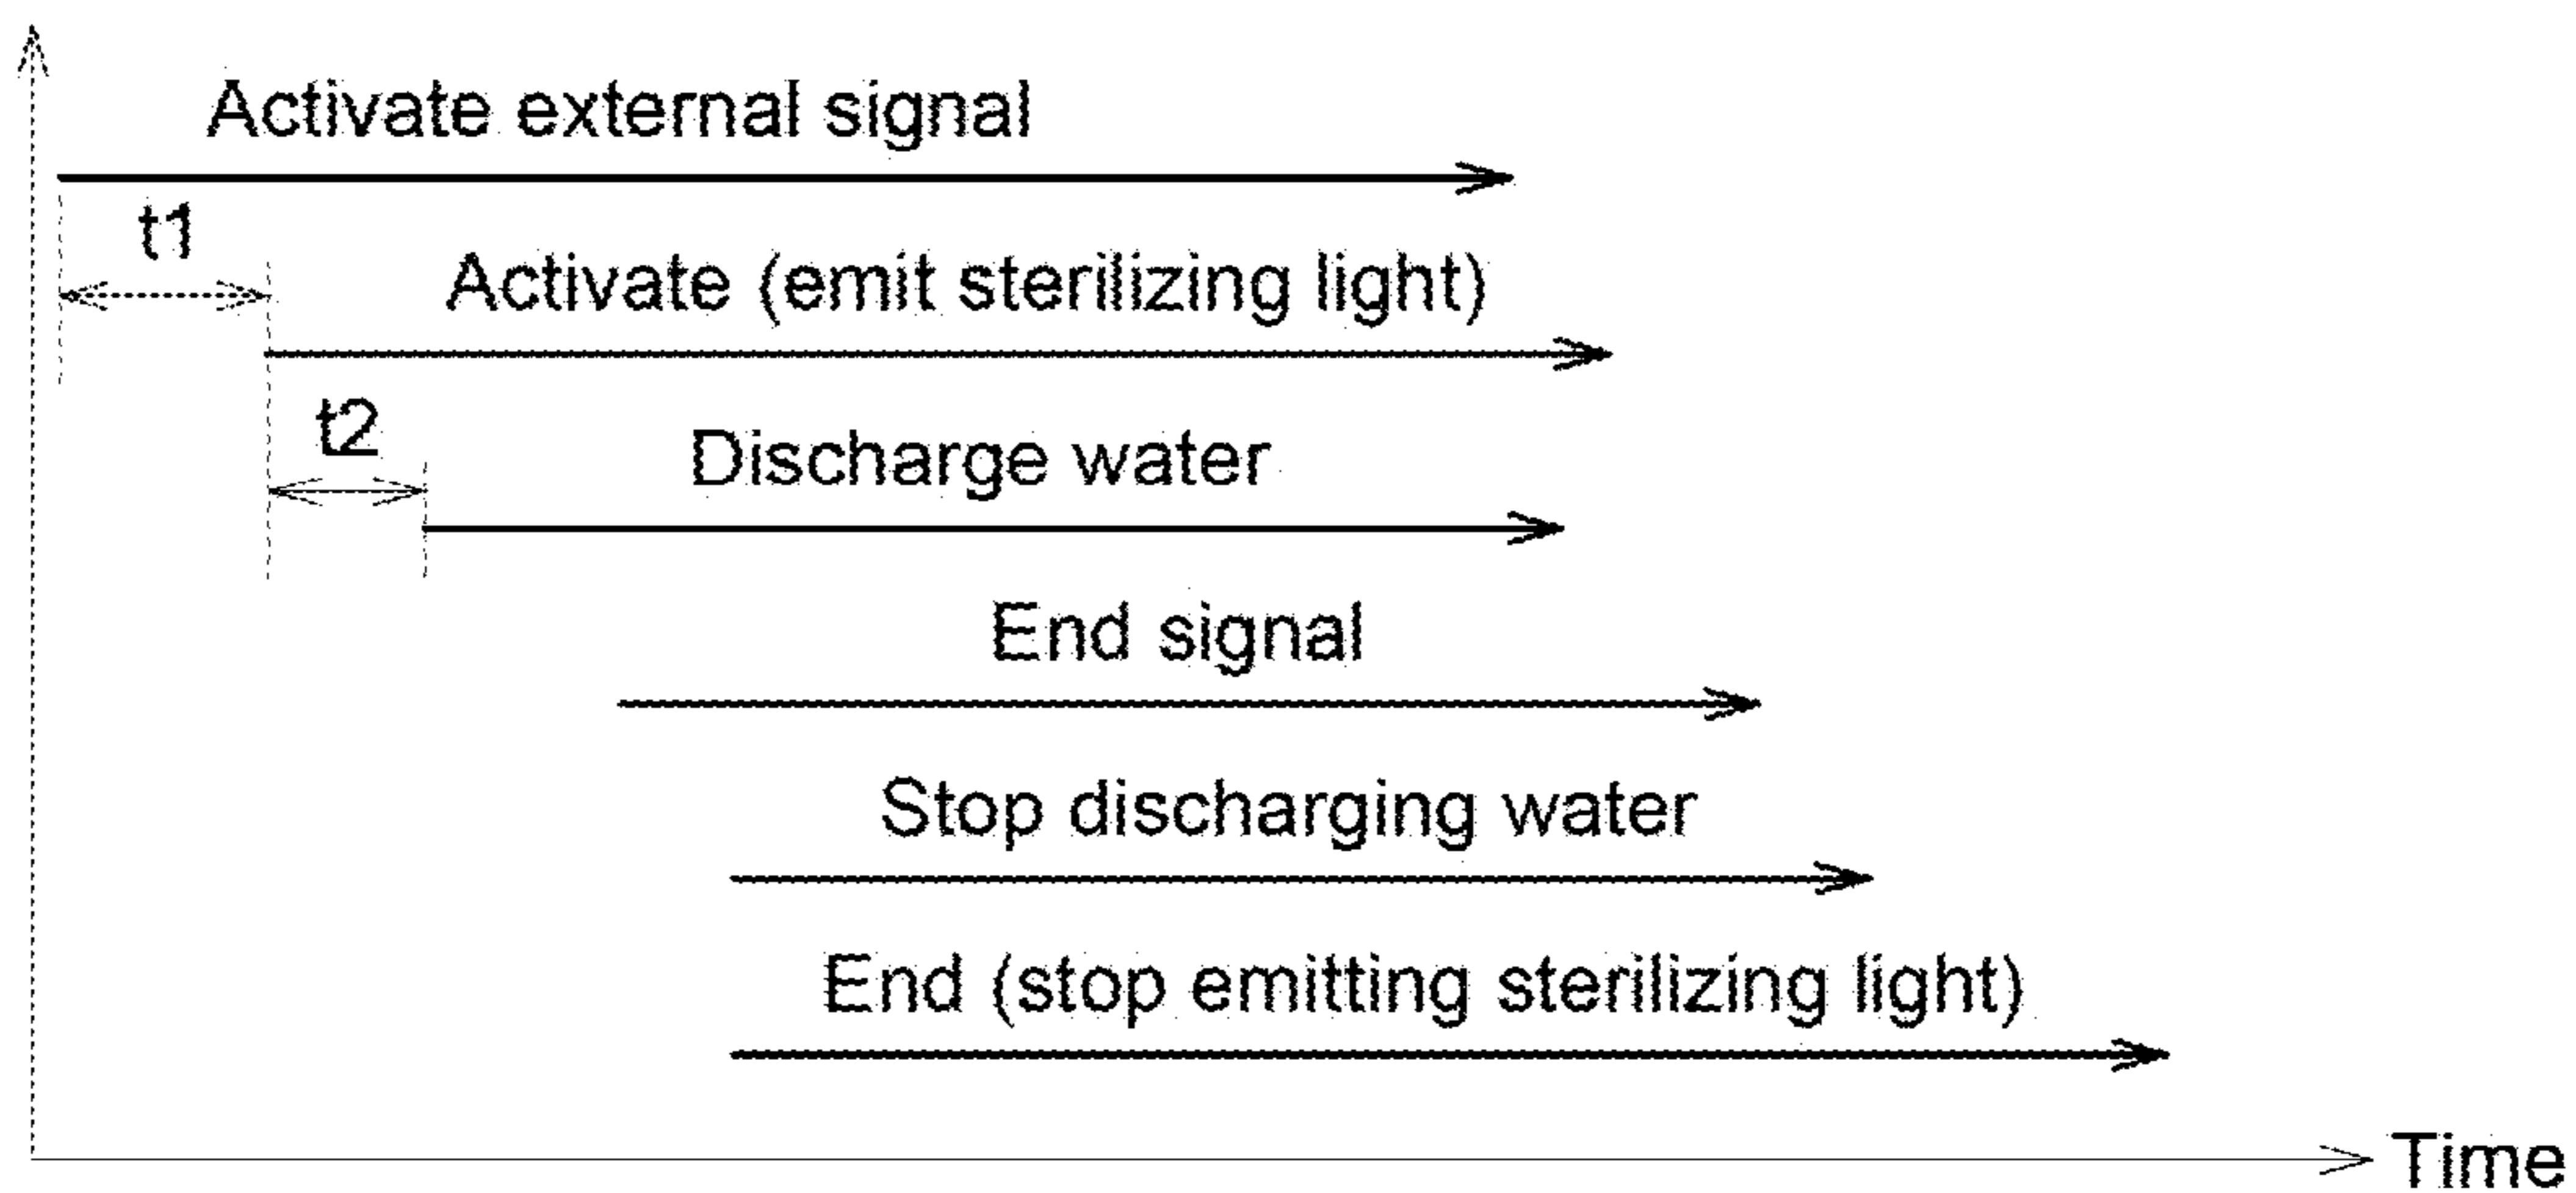 Activate external signal
t1
Activate (emit sterilizing light)
t2
Discharge water
End signal
Stop discharging water
End (stop emitting sterilizing light)
Time